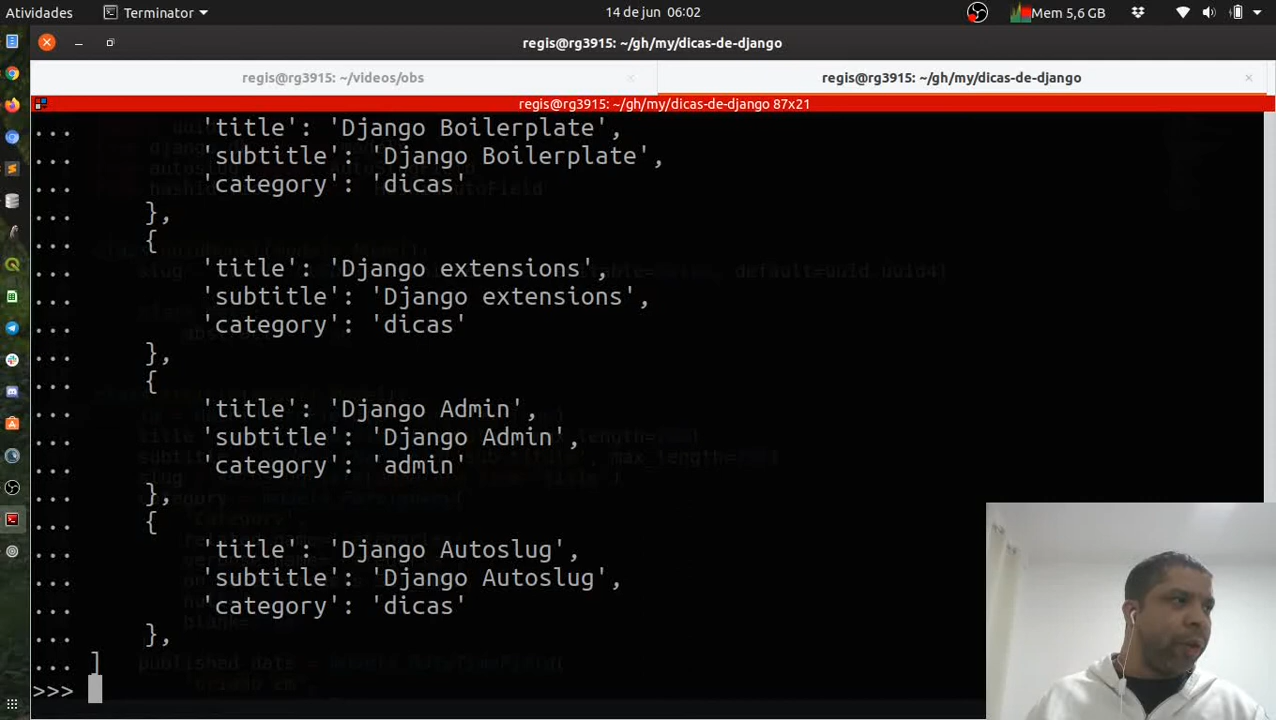 Atividades
Terminator
14 de jun 06:02
Mem 5,6 GB
regis@rg3915: ~/gh/my/dicas-de-django
regis@rg3915: ~/videos/obs
regis@rg3915: ~/gh/my/dicas-de-django
regis@rg3915: ~/gh/my/dicas-de-django 87x21
... 'title': 'Django Boilerplate',
... 'subtitle': 'Django Boilerplate',
... 'category': 'dicas'
... },
... {
... 'title': 'Django extensions',
... 'subtitle': 'Django extensions',
... 'category': 'dicas'
... },
... {
... 'title': 'Django Admin',
... 'subtitle': 'Django Admin',
... 'category': 'admin'
... },
... {
... 'title': 'Django Autoslug',
... 'subtitle': 'Django Autoslug',
... 'category': 'dicas'
... },
... ]
>>>